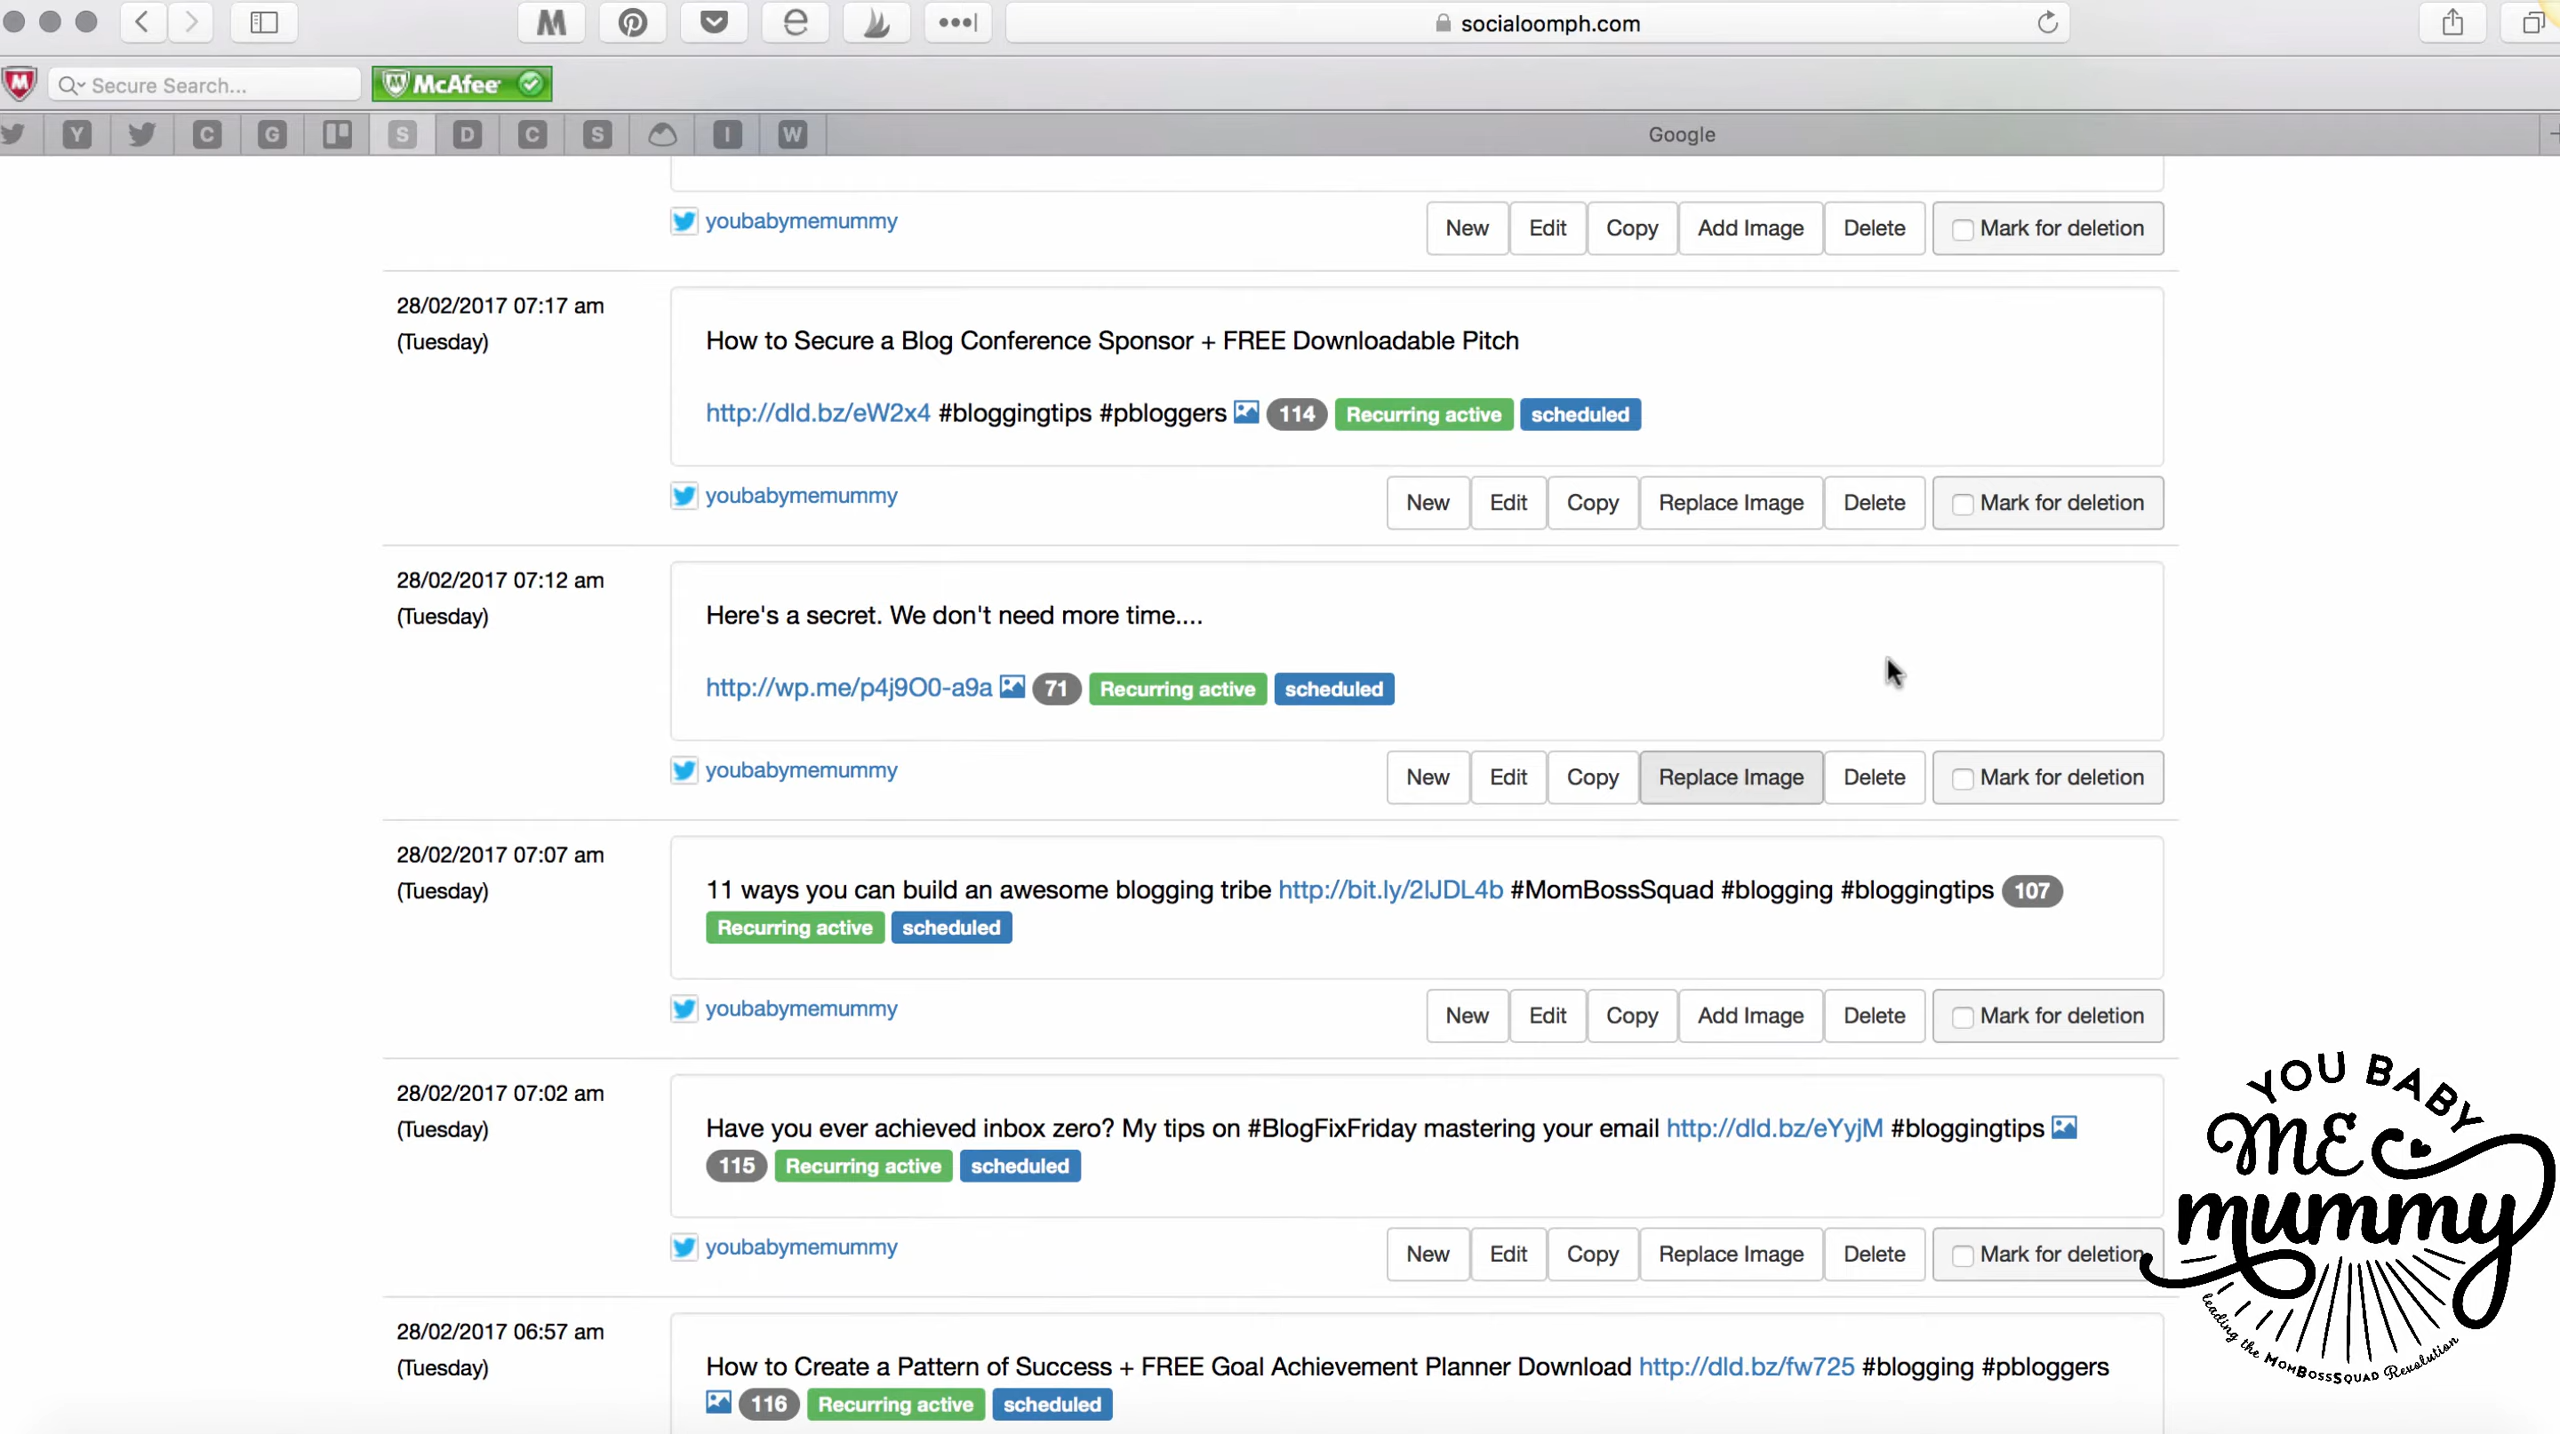 socialoomph.com
Secure Search...
McAfee
Y C G S D C S I W Google
youbabymemummy New Edit Copy Add Image Delete Mark for deletion
28/02/2017 07:17 am
(Tuesday)
How to Secure a Blog Conference Sponsor + FREE Downloadable Pitch
http://dld.bz/eW2x4 #bloggingtips #pbloggers 114 Recurring active scheduled
youbabymemummy New Edit Copy Replace Image Delete Mark for deletion
28/02/2017 07:12 am
(Tuesday)
Here's a secret. We don't need more time....
http://wp.me/p4j9O0-a9a 71 Recurring active scheduled
youbabymemummy New Edit Copy Replace Image Delete Mark for deletion
28/02/2017 07:07 am
(Tuesday)
11 ways you can build an awesome blogging tribe http://bit.ly/2lJDL4b #MomBossSquad #blogging #bloggingtips 107
Recurring active scheduled
youbabymemummy New Edit Copy Add Image Delete Mark for deletion
28/02/2017 07:02 am
(Tuesday)
Have you ever achieved inbox zero? My tips on #BlogFixFriday mastering your email http://dld.bz/eYyjM #bloggingtips
115 Recurring active scheduled
youbabymemummy New Edit Copy Replace Image Delete Mark for deletion
28/02/2017 06:57 am
(Tuesday)
How to Create a Pattern of Success + FREE Goal Achievement Planner Download http://dld.bz/fw725 #blogging #pbloggers
116 Recurring active scheduled
YOU BABY
ME
mummy
leading the MOMBOSSSQUAD Revolution